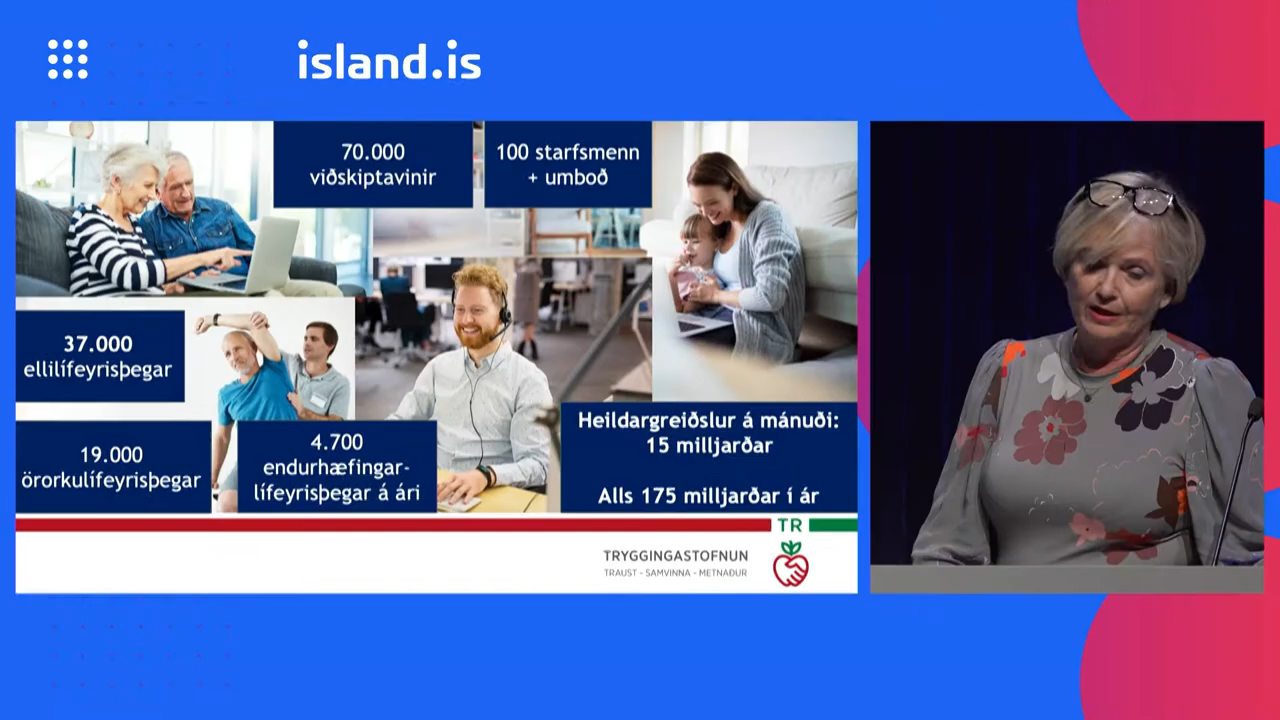 island.is
70.000
viðskiptavinir
100 starfsmenn
+ umboð
37.000
ellilífeyrisþegar
19.000
örorkulífeyrisþegar
4.700
endurhæfingar-
lífeyrisþegar á ári
Heildargreiðslur á mánuði:
15 milljarðar
Alls 175 milljarðar í ár
TR
TRYGGINGASTOFNUN
TRAUST - SAMVINNA - METNAÐUR